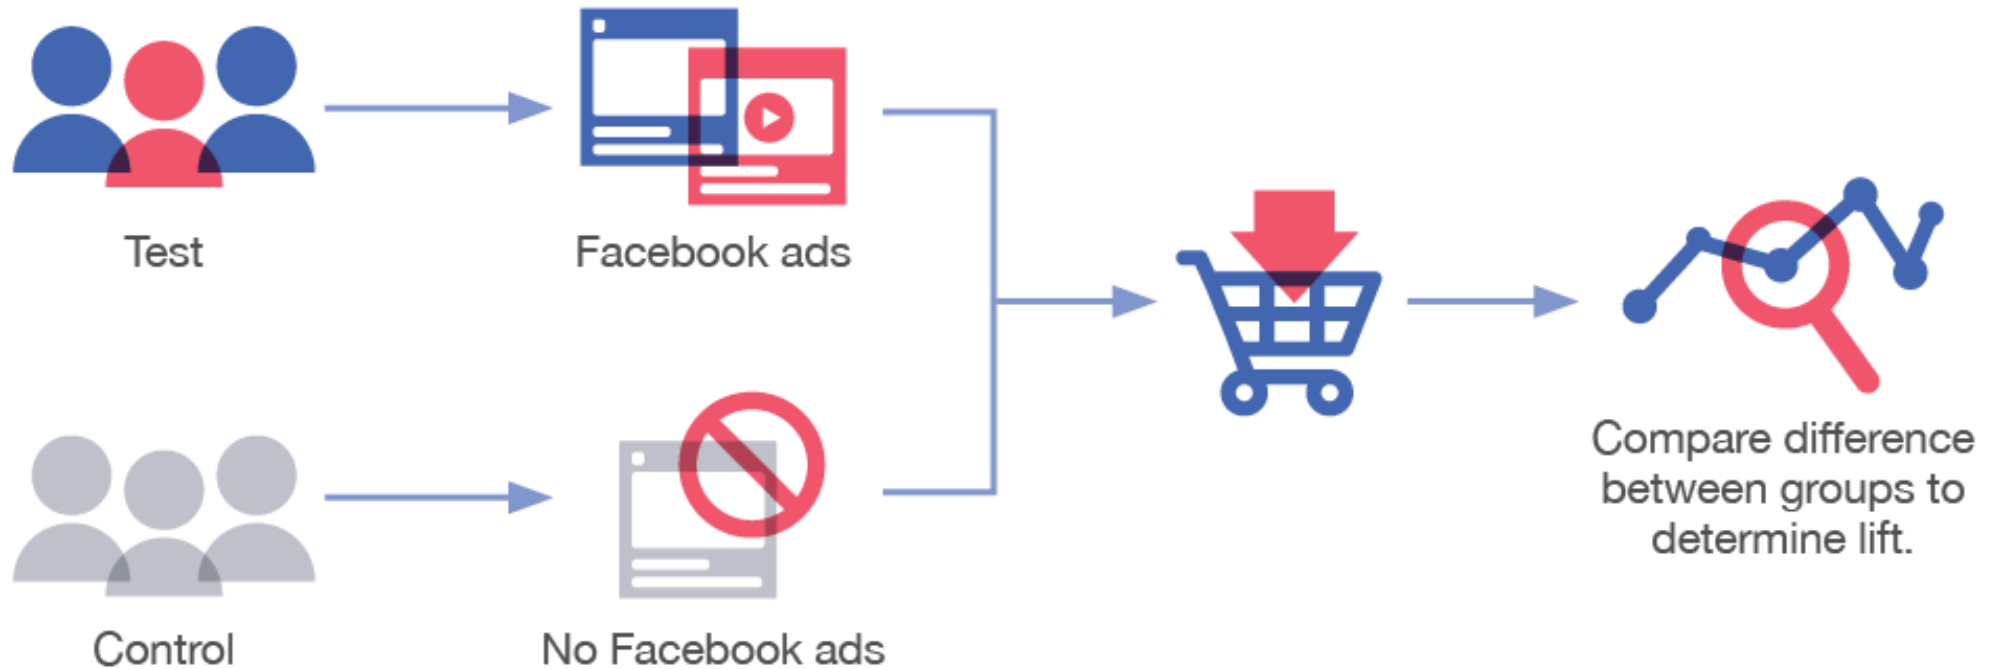 Test
Facebook ads
Control
No Facebook ads
Compare difference
between groups to
determine lift.